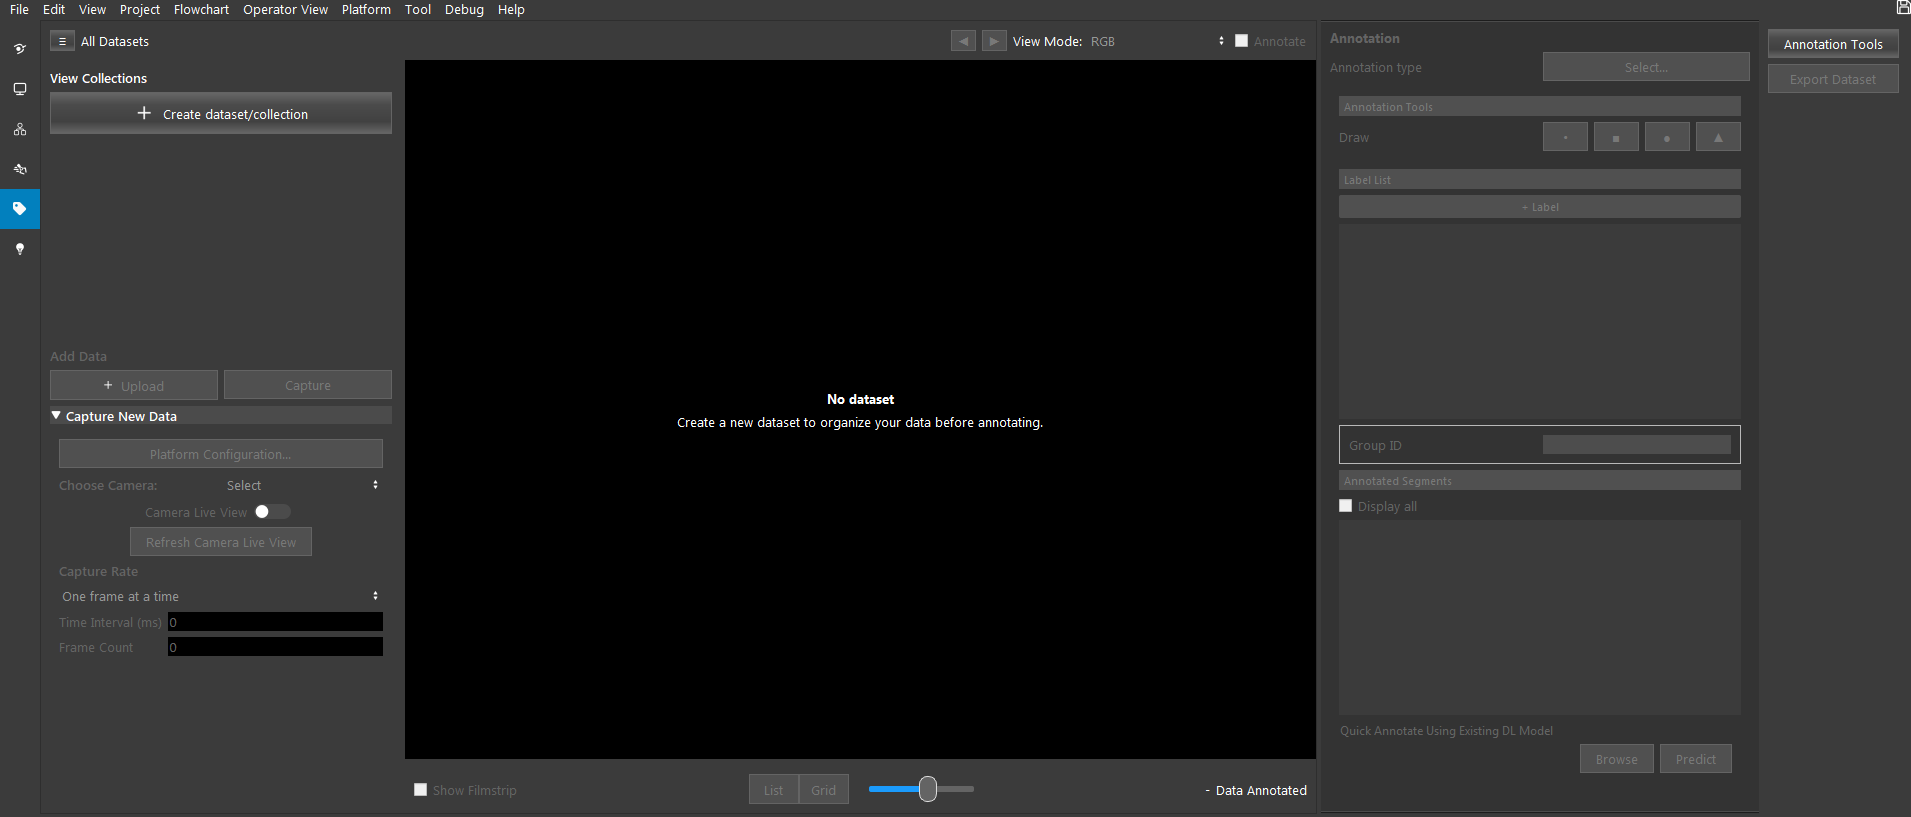 File Edit View Project Flowchart Operator View Platform Tool Debug Help
All Datasets
View Collections
+ Create dataset/collection
Add Data
+ Upload
Capture
Capture New Data
Platform Configuration...
Choose Camera: Select
Camera Live View
Refresh Camera Live View
Capture Rate
One frame at a time
Time Interval (ms) 0
Frame Count 0
View Mode: RGB
Annotate
No dataset
Create a new dataset to organize your data before annotating.
Show Filmstrip
List
Grid
- Data Annotated
Annotation
Annotation type Select...
Annotation Tools
Draw
Label List
+ Label
Group ID
Annotated Segments
Display all
Quick Annotate Using Existing DL Model
Browse
Predict
Annotation Tools
Export Dataset